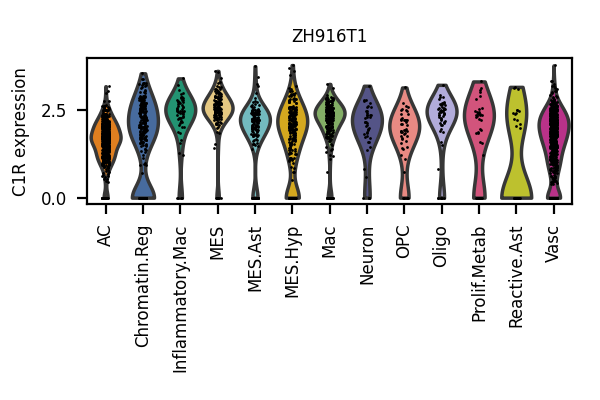 ZH916T1
C1R expression
2.5
0.0
AC
Chromatin.Reg
Inflammatory.Mac
MES
MES.Ast
MES.Hyp
Mac
Neuron
OPC
Oligo
Prolif.Metab
Reactive.Ast
Vasc